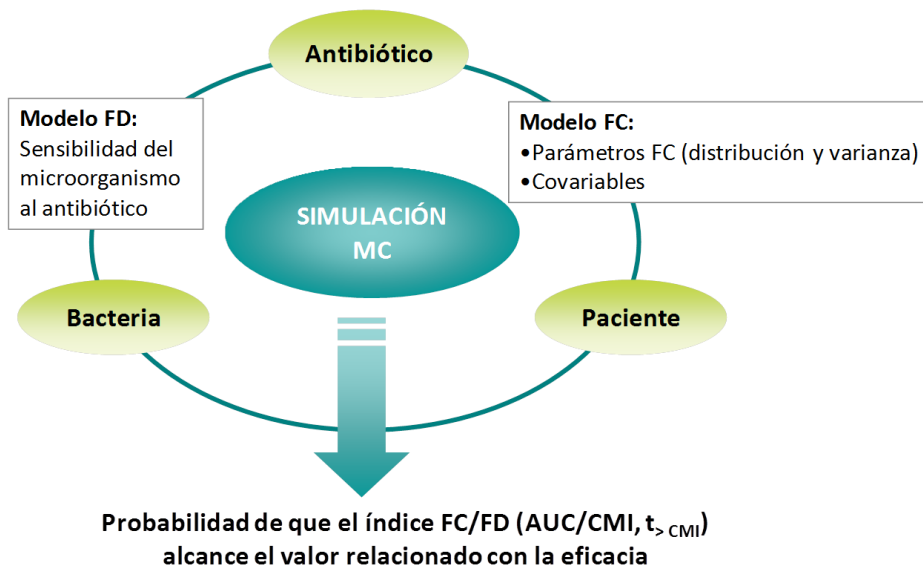 Antibiótico
Modelo FD:
Sensibilidad del
microorganismo
al antibiótico
Modelo FC:
•Parámetros FC (distribución y varianza)
•Covariables
SIMULACIÓN
MC
Bacteria
Paciente
Probabilidad de que el índice FC/FD (AUC/CMI, t> CMI)
alcance el valor relacionado con la eficacia